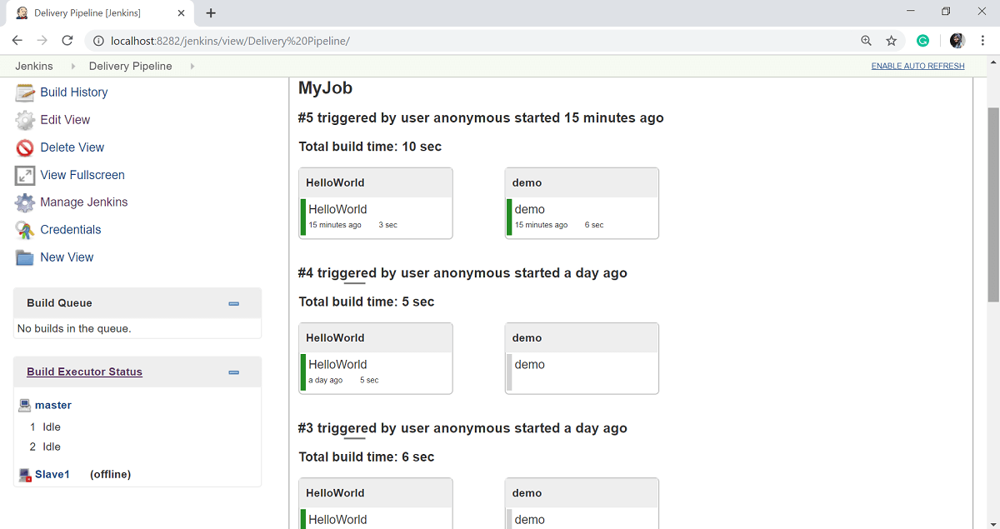 Delivery Pipeline [Jenkins]
localhost:8282/jenkins/view/Delivery%20Pipeline/
Jenkins Delivery Pipeline ENABLE AUTO REFRESH
Build History
Edit View
Delete View
View Fullscreen
Manage Jenkins
Credentials
New View
Build Queue
No builds in the queue.
Build Executor Status
master
1 Idle
2 Idle
Slave1 (offline)
MyJob
#5 triggered by user anonymous started 15 minutes ago
Total build time: 10 sec
HelloWorld
HelloWorld
15 minutes ago 3 sec
demo
demo
15 minutes ago 6 sec
#4 triggered by user anonymous started a day ago
Total build time: 5 sec
HelloWorld
HelloWorld
a day ago 5 sec
demo
demo
#3 triggered by user anonymous started a day ago
Total build time: 6 sec
HelloWorld
HelloWorld
demo
demo